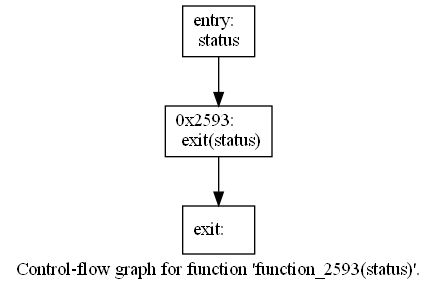 entry:
status
0x2593:
exit(status)
exit:
Control-flow graph for function 'function_2593(status)'.